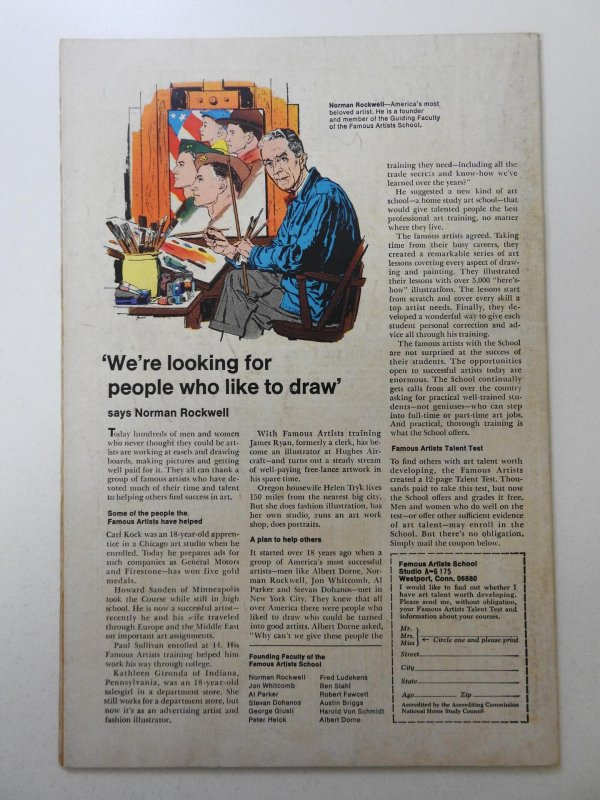 Norman Rockwell—America's most
beloved artist. He is a founder
and member of the Guiding Faculty
of the Famous Artists School.
'We're looking for
people who like to draw'
says Norman Rockwell
Today hundreds of men and women
who never thought they could be art-
ists are working at easels and drawing
boards, making pictures and getting
well paid for it. They all can thank a
group of famous artists who have de-
voted much of their time and talent
to helping others find success in art.
Some of the people the
Famous Artists have helped
Carl Kock was an 18-year-old appren-
tice in a Chicago art studio when he
enrolled. Today he prepares ads for
such companies as General Motors
and Firestone—has won five gold
medals.
Howard Sanden of Minneapolis
took the Course while still in high
school. He is now a successful artist—
recently he and his wife traveled
through Europe and the Middle East
on important art assignments.
Paul Sullivan enrolled at 14. His
Famous Artists training helped him
work his way through college.
Kathleen Gironda of Indiana,
Pennsylvania, was an 18-year-old
salesgirl in a department store. She
still works for a department store, but
now it's as an advertising artist and
fashion illustrator.
With Famous Artists training
James Ryan, formerly a clerk, has be-
come an illustrator at Hughes Air-
craft—and turns out a steady stream
of well-paying free-lance artwork in
his spare time.
Oregon housewife Helen Tryk lives
150 miles from the nearest big city.
But she does fashion illustration, has
her own studio, runs an art work
shop, does portraits.
A plan to help others
It started over 18 years ago when a
group of America's most successful
artists—men like Albert Dorne, Nor-
man Rockwell, Jon Whitcomb, Al
Parker and Stevan Dohanos—met in
New York City. They knew that all
over America there were people who
liked to draw who could be turned
into good artists. Albert Dorne asked,
"Why can't we give these people the
Founding Faculty of the
Famous Artists School
Norman Rockwell
Jon Whitcomb
Al Parker
Stevan Dohanos
George Giusti
Peter Helck
Fred Ludekens
Ben Stahl
Robert Fawcett
Austin Briggs
Harold Von Schmidt
Albert Dorne
training they need—including all the
trade secrets and know-how we've
learned over the years?"
He suggested a new kind of art
school—a home study art school—that
would give talented people the best
professional art training, no matter
where they live.
The famous artists agreed. Taking
time from their busy careers, they
created a remarkable series of art
lessons covering every aspect of draw-
ing and painting. They illustrated
their lessons with over 5,000 "here's-
how" illustrations. The lessons start
from scratch and cover every skill a
top artist needs. Finally, they de-
veloped a wonderful way to give each
student personal correction and ad-
vice all through his training.
The famous artists with the School
are not surprised at the success of
their students. The opportunities
open to successful artists today are
enormous. The School continually
gets calls from all over the country
asking for practical well-trained stu-
dents—not geniuses—who can step
into full-time or part-time art jobs.
And practical, thorough training is
what the School offers.
Famous Artists Talent Test
To find others with art talent worth
developing, the Famous Artists
created a 12-page Talent Test. Thou-
sands paid to take this test, but now
the School offers and grades it free.
Men and women who do well on the
test—or offer other sufficient evidence
of art talent—may enroll in the
School. But there's no obligation.
Simply mail the coupon below.
Famous Artists School
Studio 175
Westport, Conn. 06880
I would like to find out whether I
have art talent worth developing.
Please send me, without obligation,
your Famous Artists Talent Test and
information about your courses.
Mr.
Mrs.
Miss
← Circle one and please print
Street
City
State
Age Zip
Accredited by the Accrediting Commission
National Home Study Council